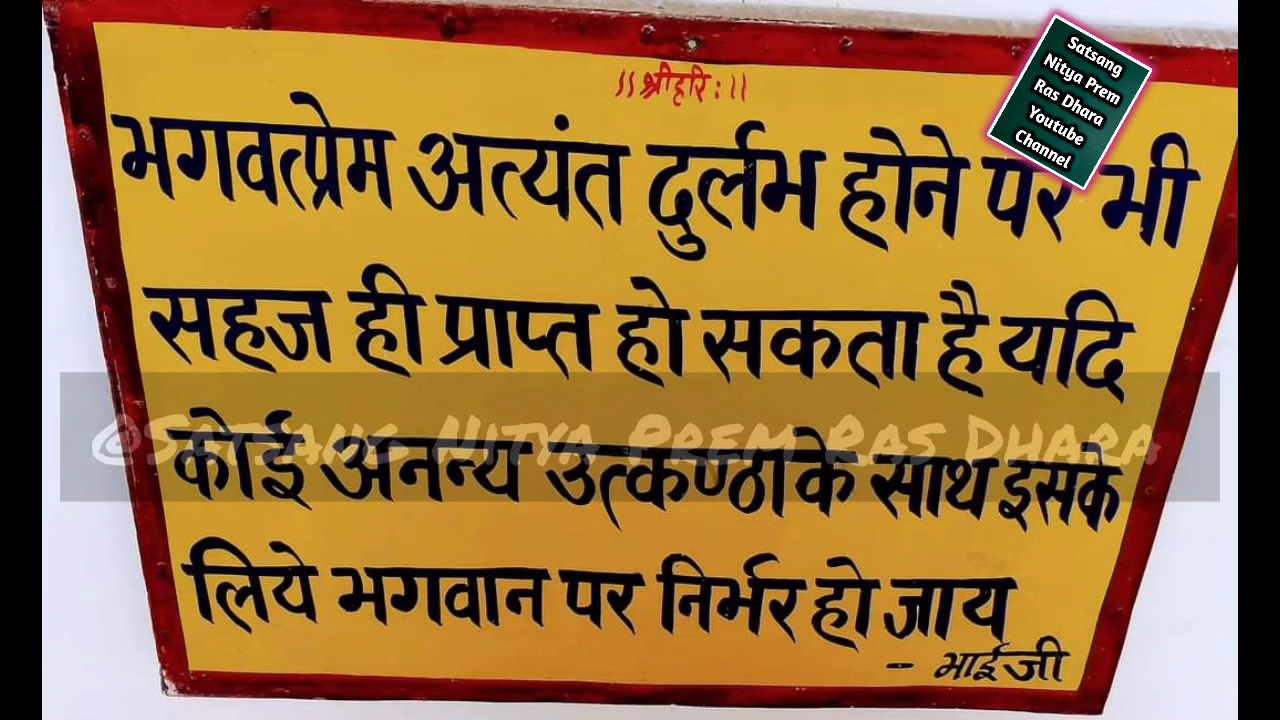 ॥श्रीहरिः॥
भगवत्प्रेम अत्यंत दुर्लभ होने पर भी
सहज ही प्राप्त हो सकता है यदि
कोई अनन्य उत्कण्ठा के साथ इसके
लिये भगवान पर निर्भर हो जाय
- भाईजी
Satsang
Nitya Prem
Ras Dhara
Youtube
Channel
@Satsang Nitya Prem Ras Dhara